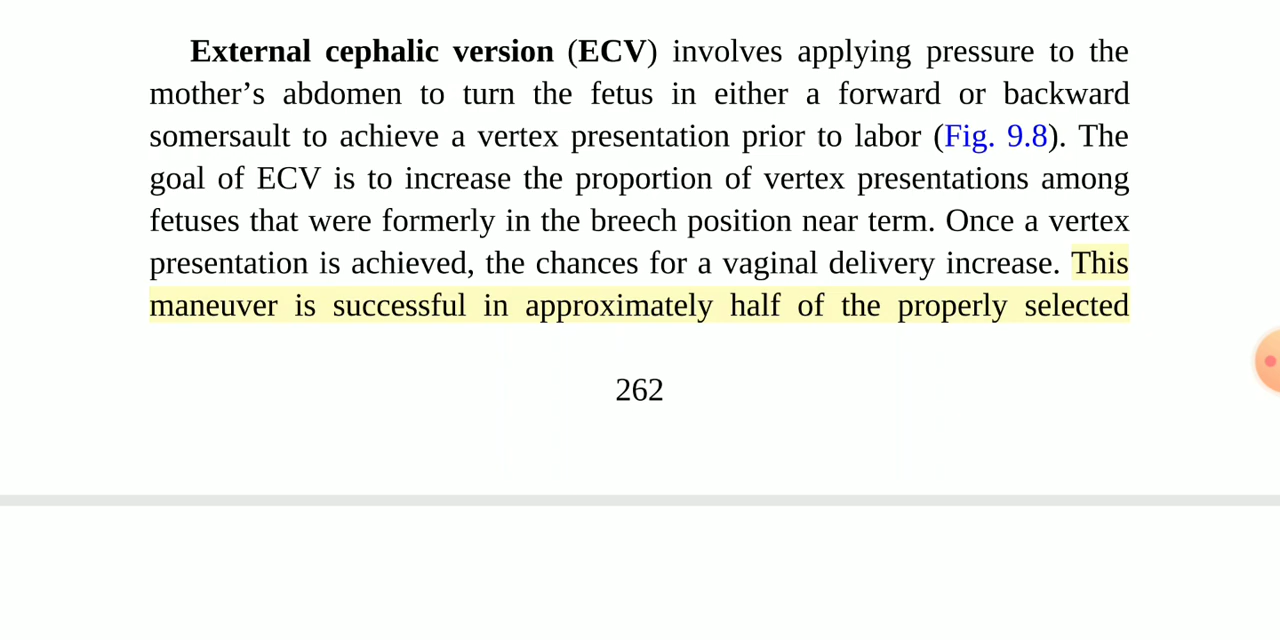 External cephalic version (ECV) involves applying pressure to the
mother’s abdomen to turn the fetus in either a forward or backward
somersault to achieve a vertex presentation prior to labor (Fig. 9.8). The
goal of ECV is to increase the proportion of vertex presentations among
fetuses that were formerly in the breech position near term. Once a vertex
presentation is achieved, the chances for a vaginal delivery increase. This
maneuver is successful in approximately half of the properly selected
262